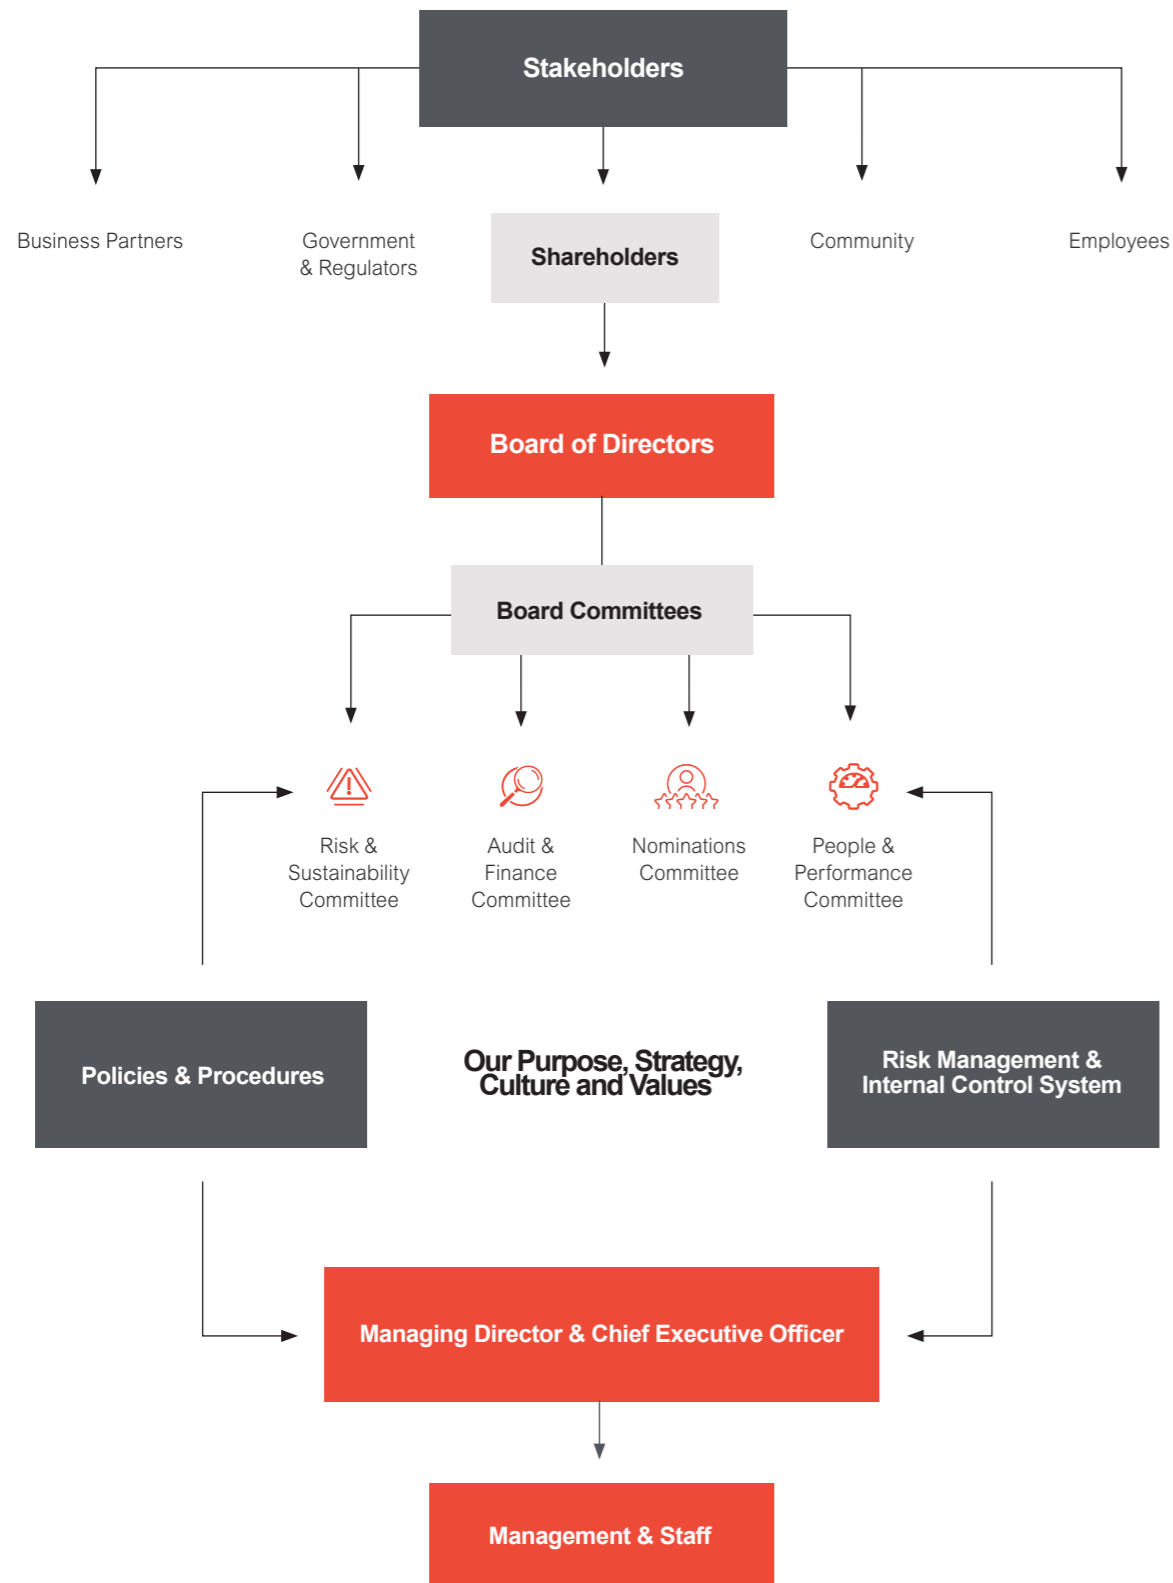 Stakeholders
Business Partners
Government
& Regulators
Shareholders
Community
Employees
Board of Directors
Board Committees
Risk &
Sustainability
Committee
Audit &
Finance
Committee
Nominations
Committee
People &
Performance
Committee
Policies & Procedures
Our Purpose, Strategy,
Culture and Values
Risk Management &
Internal Control System
Managing Director & Chief Executive Officer
Management & Staff